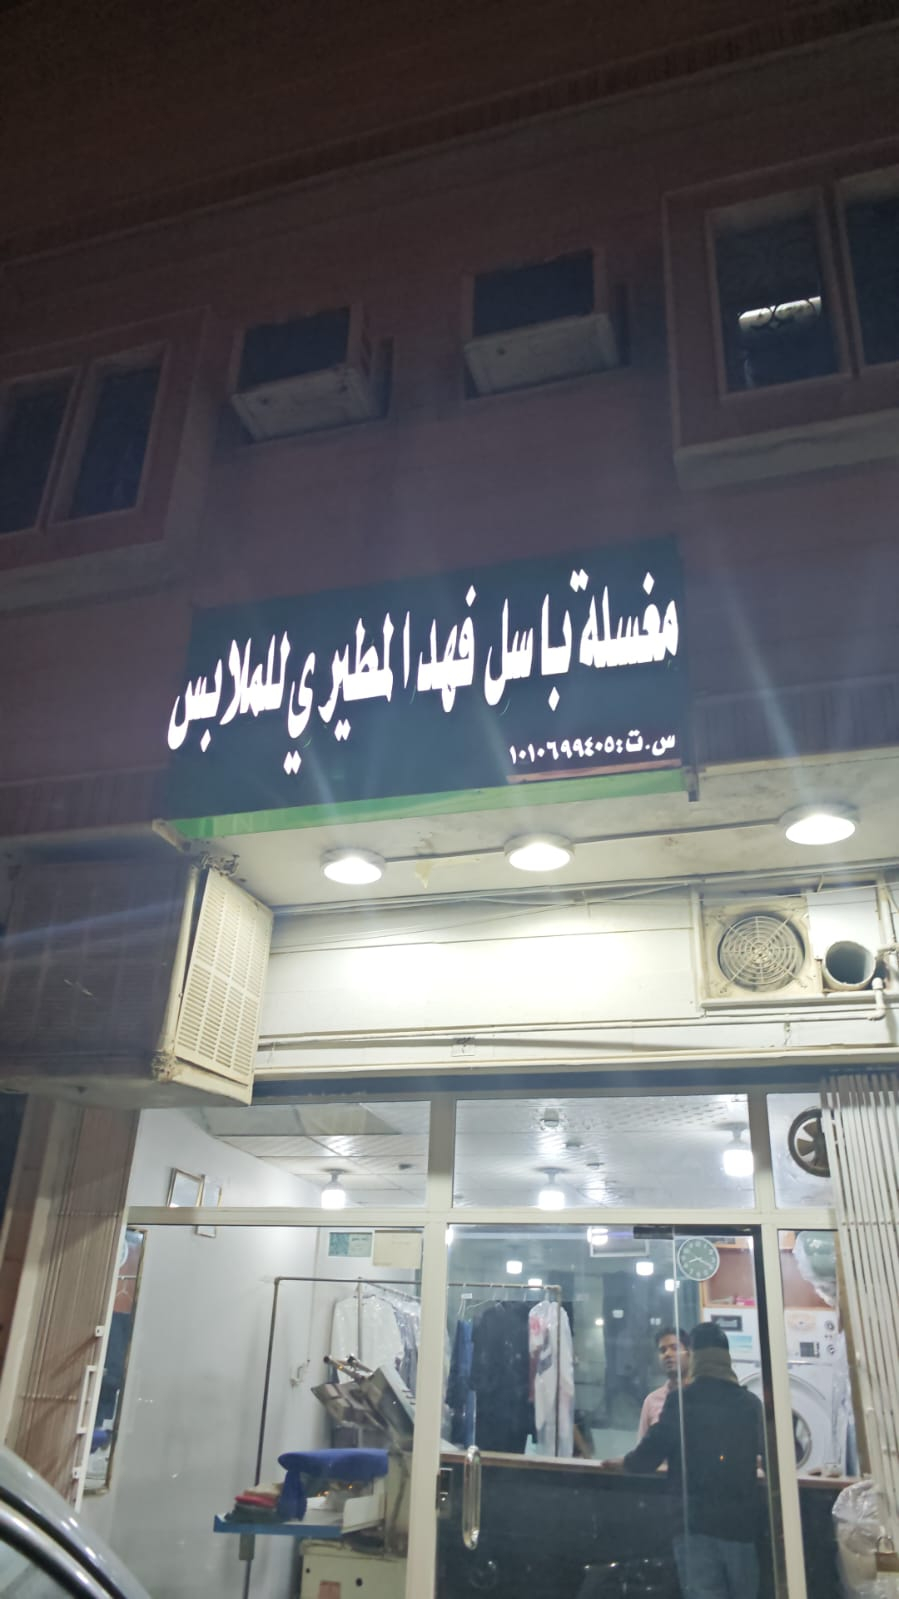 مغسلة باسل فهد المطيري للملابس
س.ت: ١٠١٠٦٩٩٤٠٥